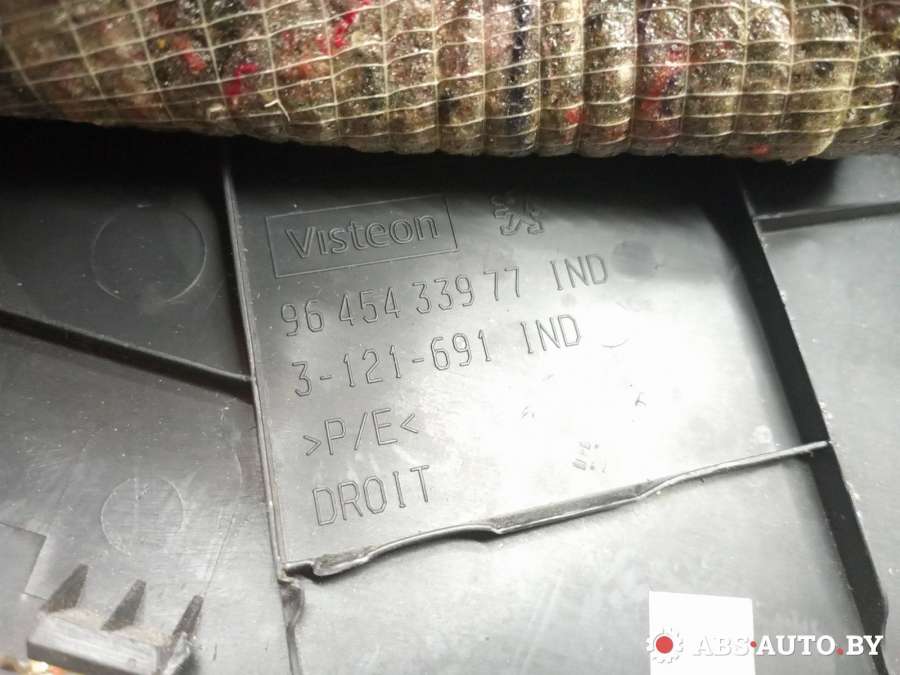 Visteon
96 454 339 77 IND
3-121-691 IND
>P/E<
DROIT
ABS-AUTO.BY